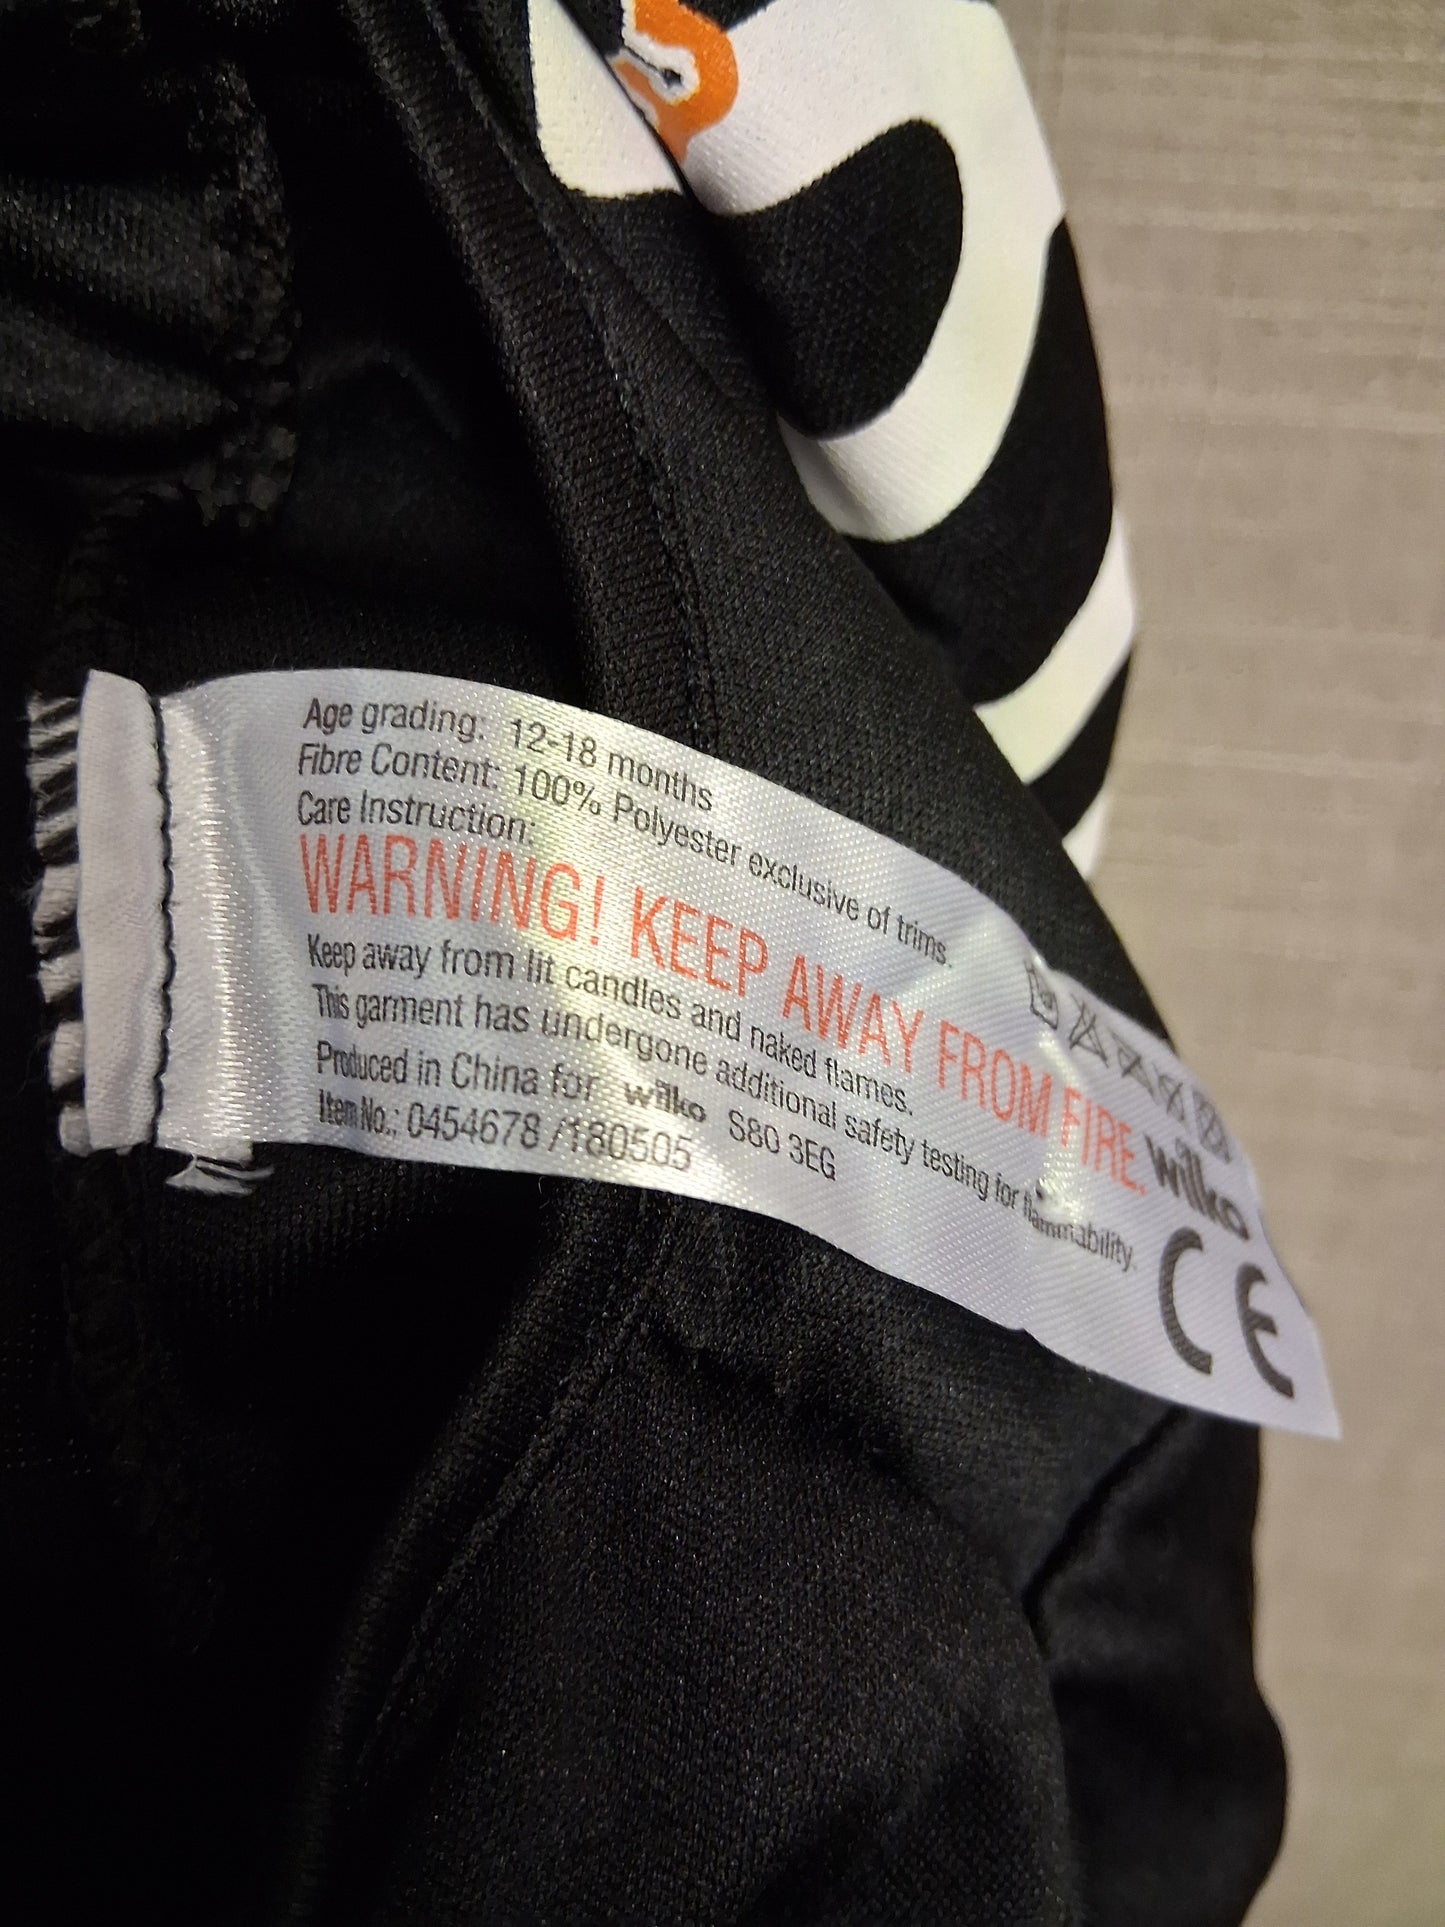 Age grading: 12-18 months
Fibre Content: 100% Polyester exclusive of trims.
Care Instruction:
WARNING! KEEP AWAY FROM FIRE.
Keep away from lit candles and naked flames.
This garment has undergone additional safety testing for flammability.
Produced in China for wilko S80 3EG
Item No.: 0454678 /180505
wilko
CE